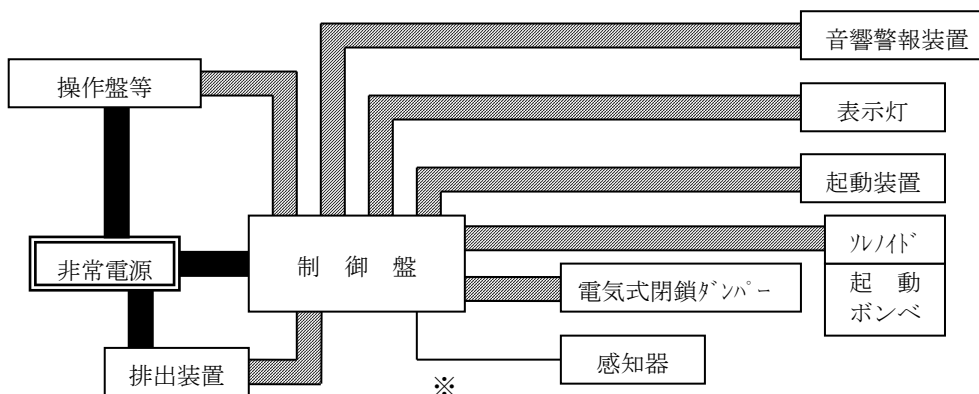 音響警報装置
操作盤等
表示灯
起動装置
ｿﾚﾉｲﾄﾞ
非常電源
制 御 盤
電気式閉鎖ﾀﾞﾝﾊﾟｰ
起 動
ボンベ
排出装置
感知器
※